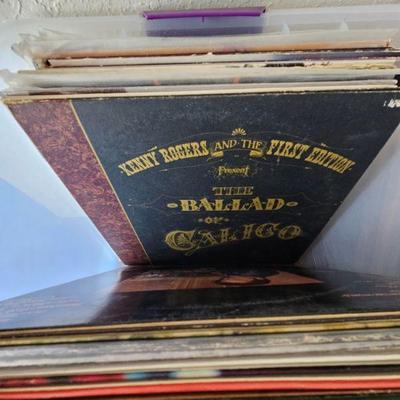 KENNY ROGERS AND THE FIRST EDITION
Present
THE
BALLAD
OF
CALICO